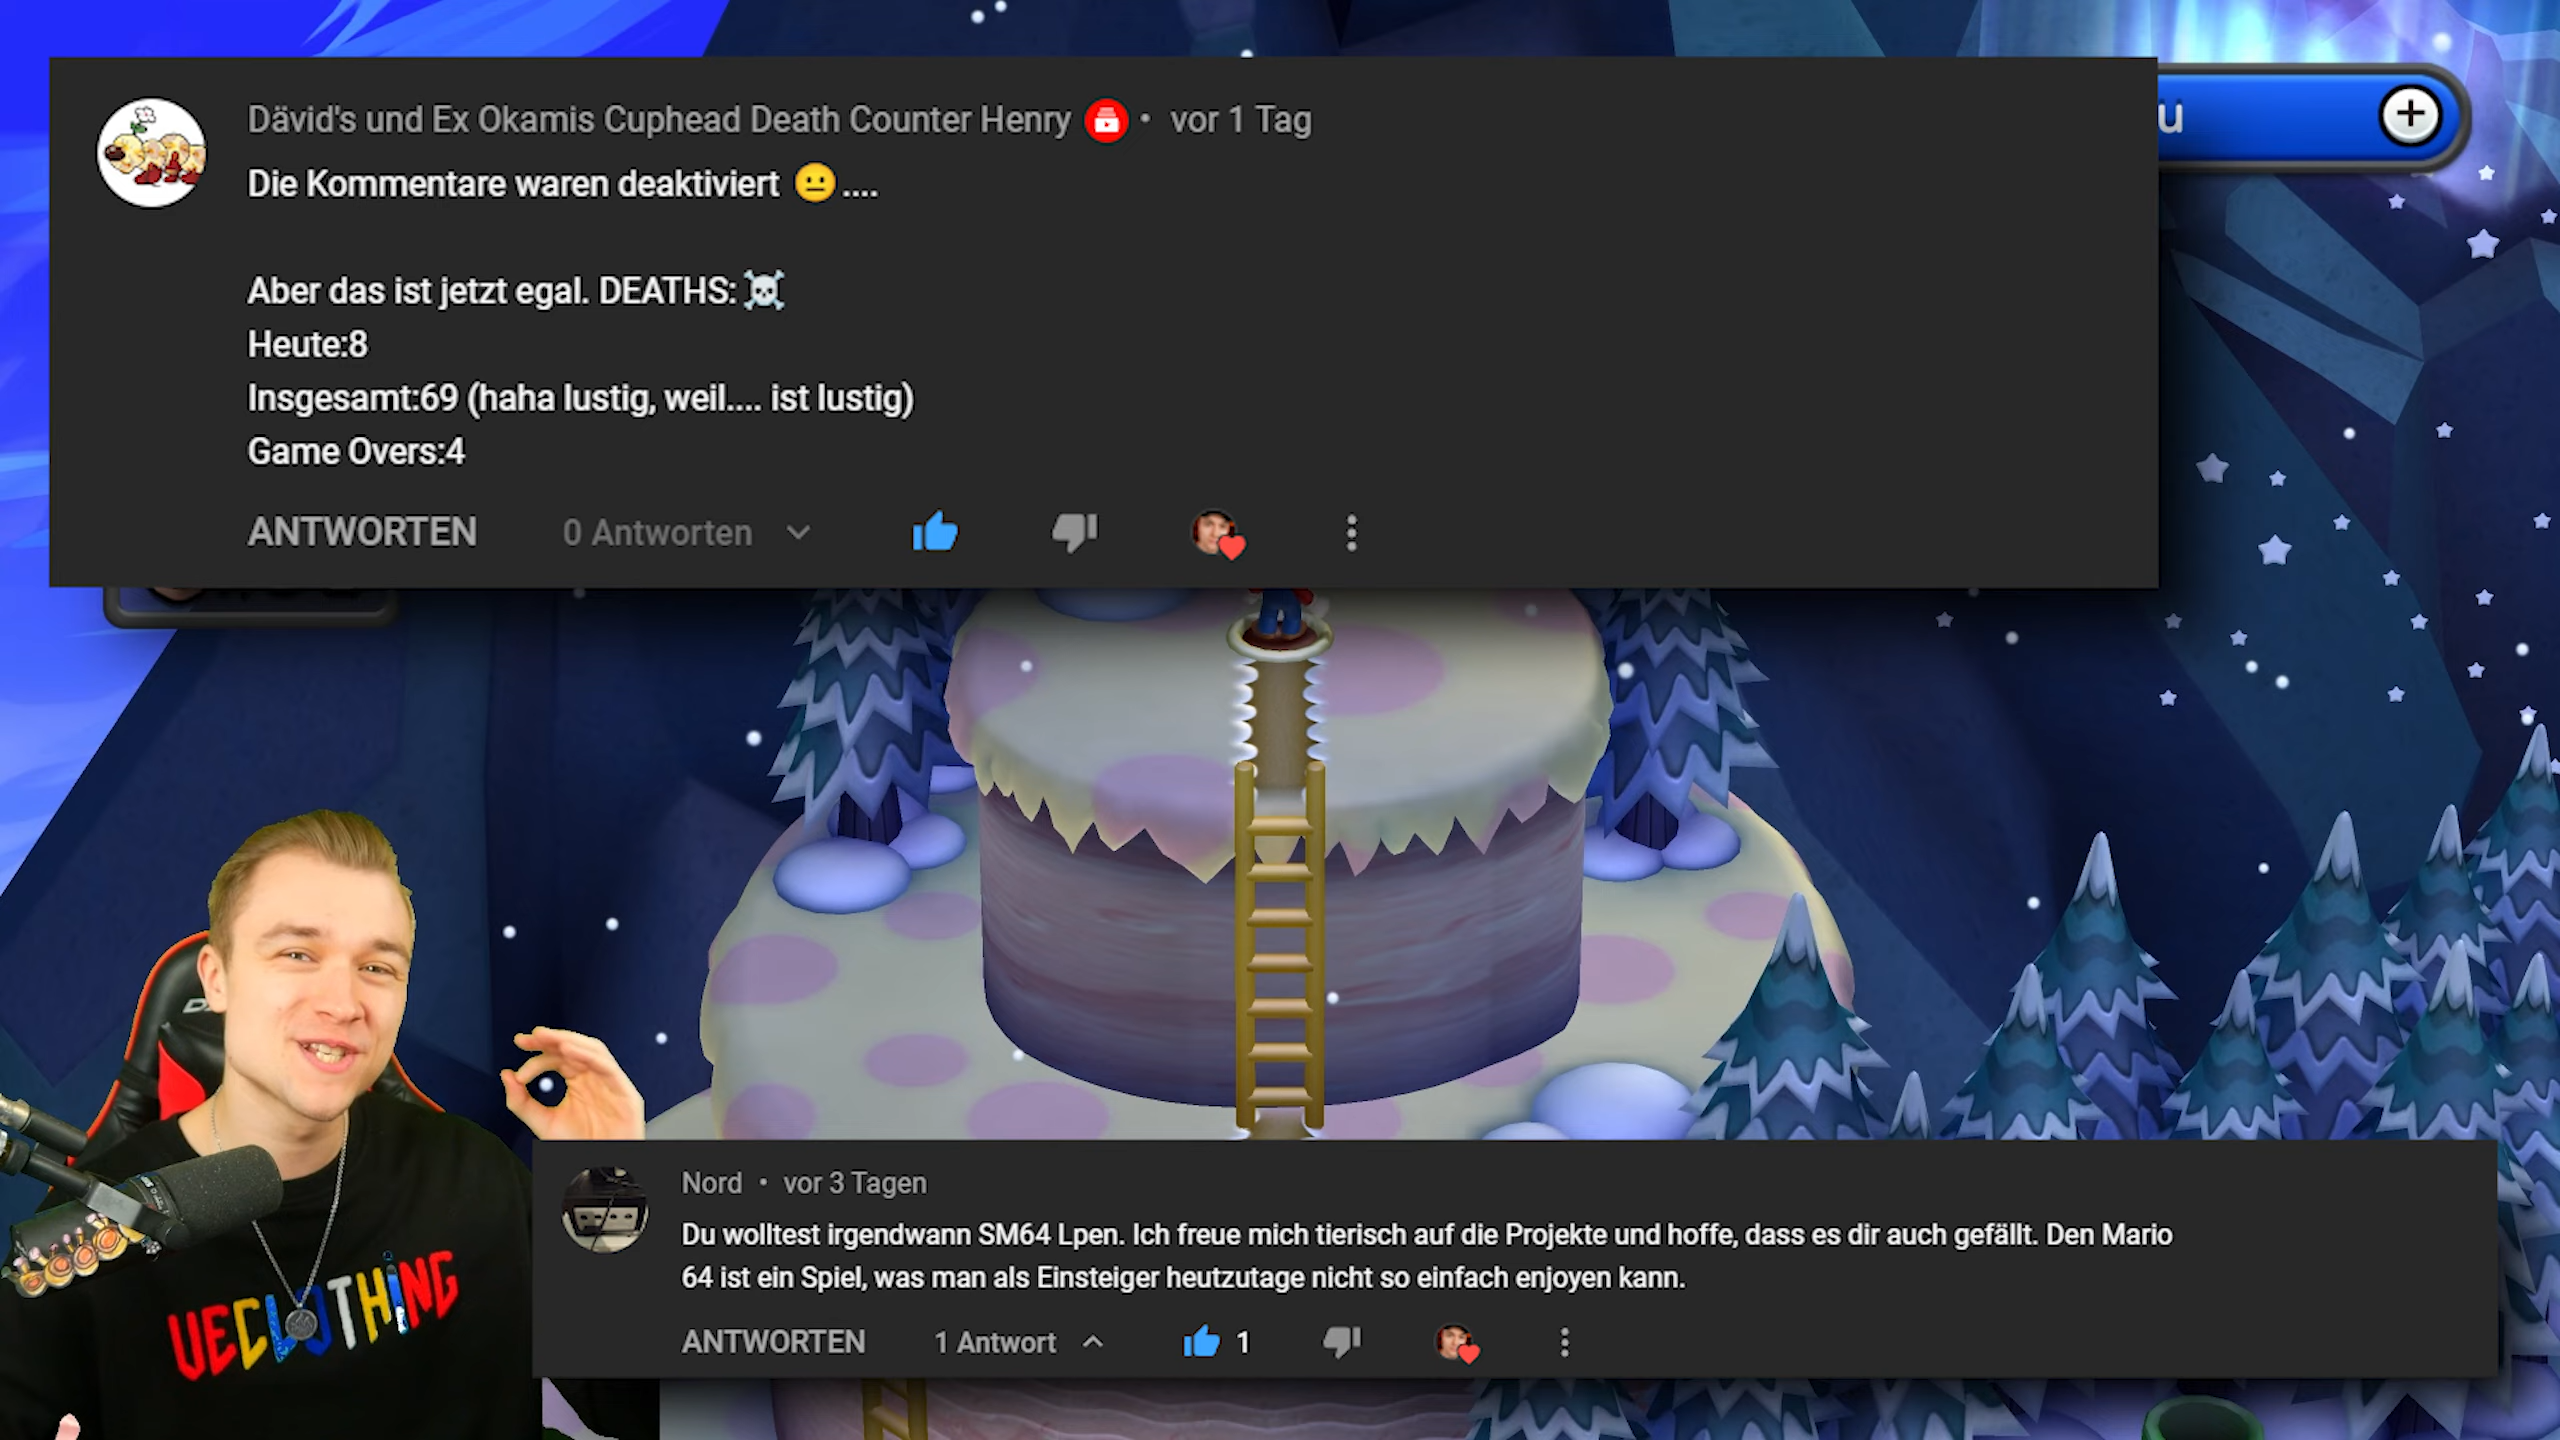 Dävid's und Ex Okamis Cuphead Death Counter Henry • vor 1 Tag
Die Kommentare waren deaktiviert 😐....
Aber das ist jetzt egal. DEATHS:☠️
Heute:8
Insgesamt:69 (haha lustig, weil.... ist lustig)
Game Overs:4
ANTWORTEN 0 Antworten
u +
Nord • vor 3 Tagen
Du wolltest irgendwann SM64 Lpen. Ich freue mich tierisch auf die Projekte und hoffe, dass es dir auch gefällt. Den Mario
64 ist ein Spiel, was man als Einsteiger heutzutage nicht so einfach enjoyen kann.
ANTWORTEN 1 Antwort 1
UECLOTHING